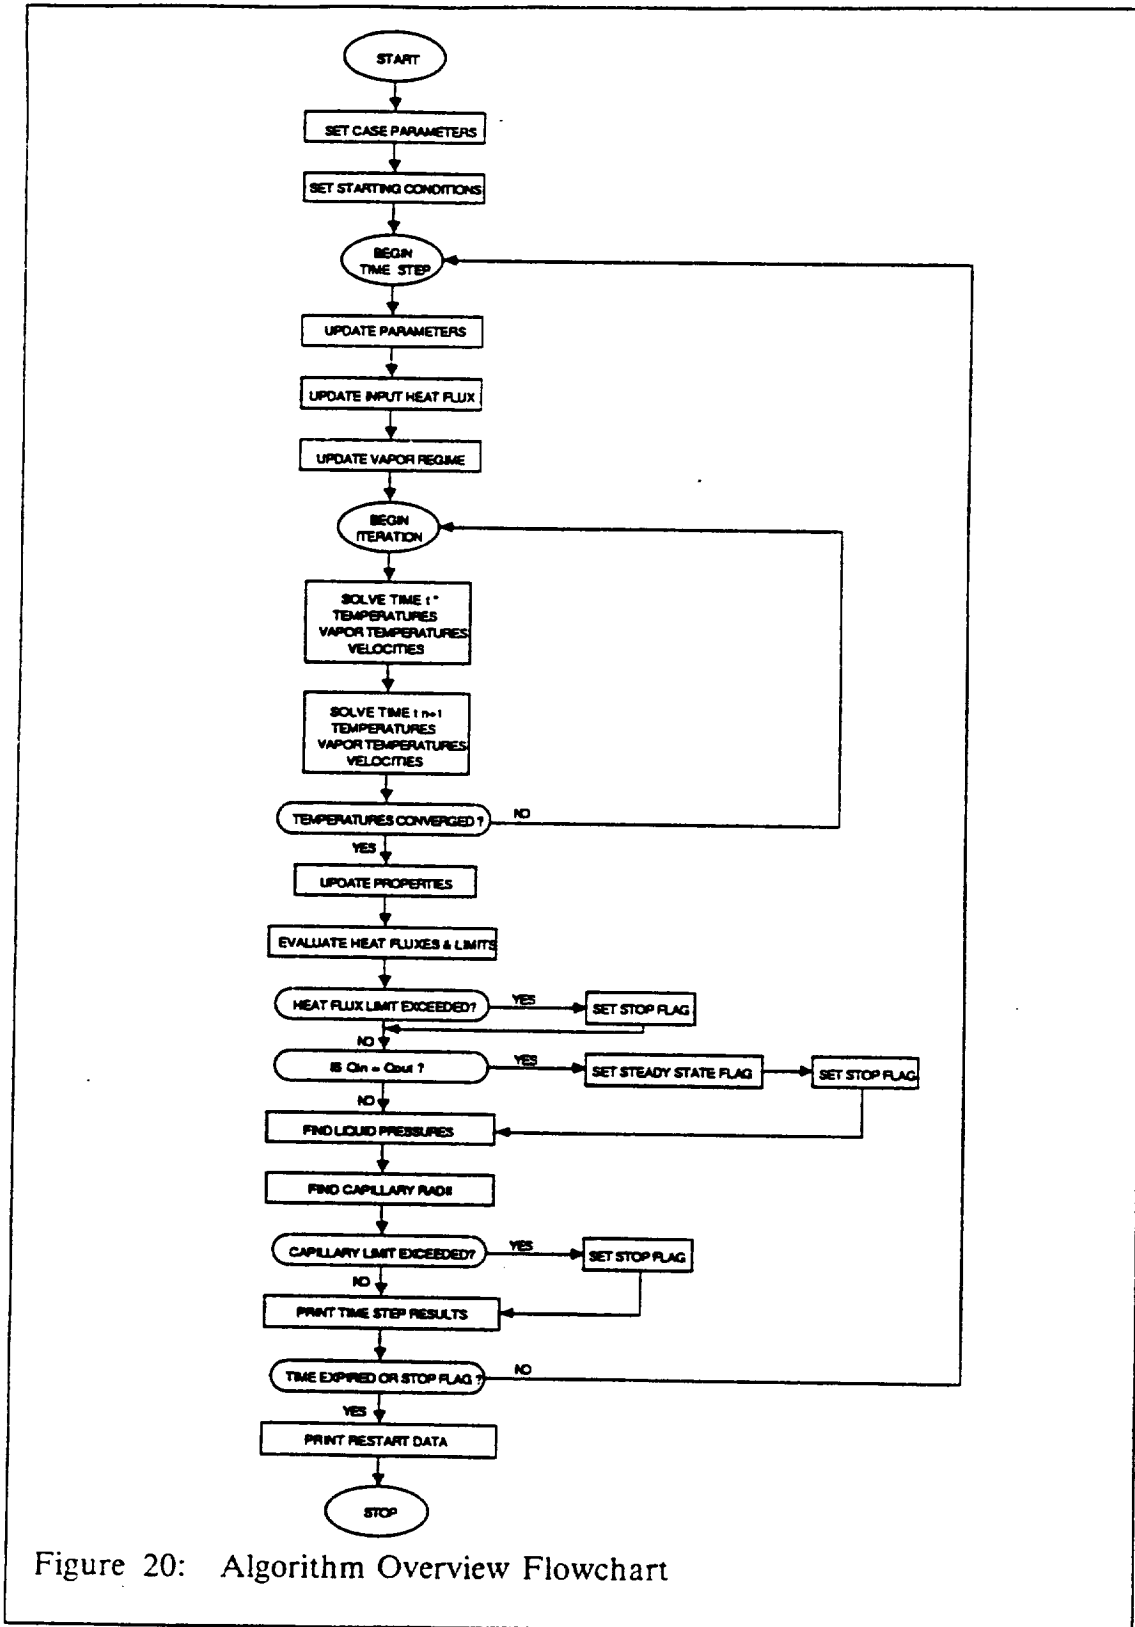 START
SET CASE PARAMETERS
SET STARTING CONDITIONS
BEGIN
TIME STEP
UPDATE PARAMETERS
UPDATE INPUT HEAT FLUX
UPDATE VAPOR REGIME
BEGIN
ITERATION
SOLVE TIME t *
TEMPERATURES
VAPOR TEMPERATURES
VELOCITIES
SOLVE TIME t n+1
TEMPERATURES
VAPOR TEMPERATURES
VELOCITIES
TEMPERATURES CONVERGED ?
NO
YES
UPDATE PROPERTIES
EVALUATE HEAT FLUXES & LIMITS
HEAT FLUX LIMIT EXCEEDED?
YES
SET STOP FLAG
NO
IS Qin = Qout ?
YES
SET STEADY STATE FLAG
SET STOP FLAG
NO
FIND LIQUID PRESSURES
FIND CAPILLARY RADII
CAPILLARY LIMIT EXCEEDED?
YES
SET STOP FLAG
NO
PRINT TIME STEP RESULTS
TIME EXPIRED OR STOP FLAG ?
NO
YES
PRINT RESTART DATA
STOP
Figure 20: Algorithm Overview Flowchart